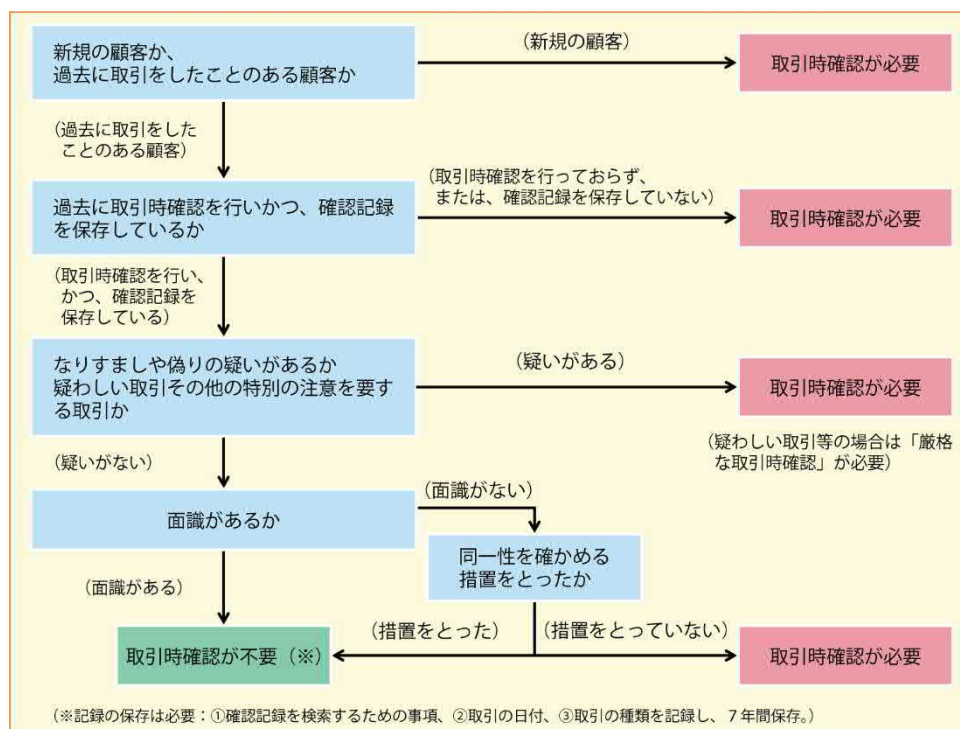 新規の顧客か、
過去に取引をしたことのある顧客か
（新規の顧客）
取引時確認が必要
（過去に取引をした
ことのある顧客）
過去に取引時確認を行いかつ、確認記録
を保存しているか
（取引時確認を行っておらず、
または、確認記録を保存していない）
取引時確認が必要
（取引時確認を行い、
かつ、確認記録を
保存している）
なりすましや偽りの疑いがあるか
疑わしい取引その他の特別の注意を要す
る取引か
（疑いがある）
取引時確認が必要
（疑わしい取引等の場合は「厳格
な取引時確認」が必要）
（疑いがない）
面識があるか
（面識がない）
同一性を確かめる
措置をとったか
（面識がある）
（措置をとった）
（措置をとっていない）
取引時確認が不要（※）
取引時確認が必要
（※記録の保存は必要：①確認記録を検索するための事項、②取引の日付、③取引の種類を記録し、７年間保存。）